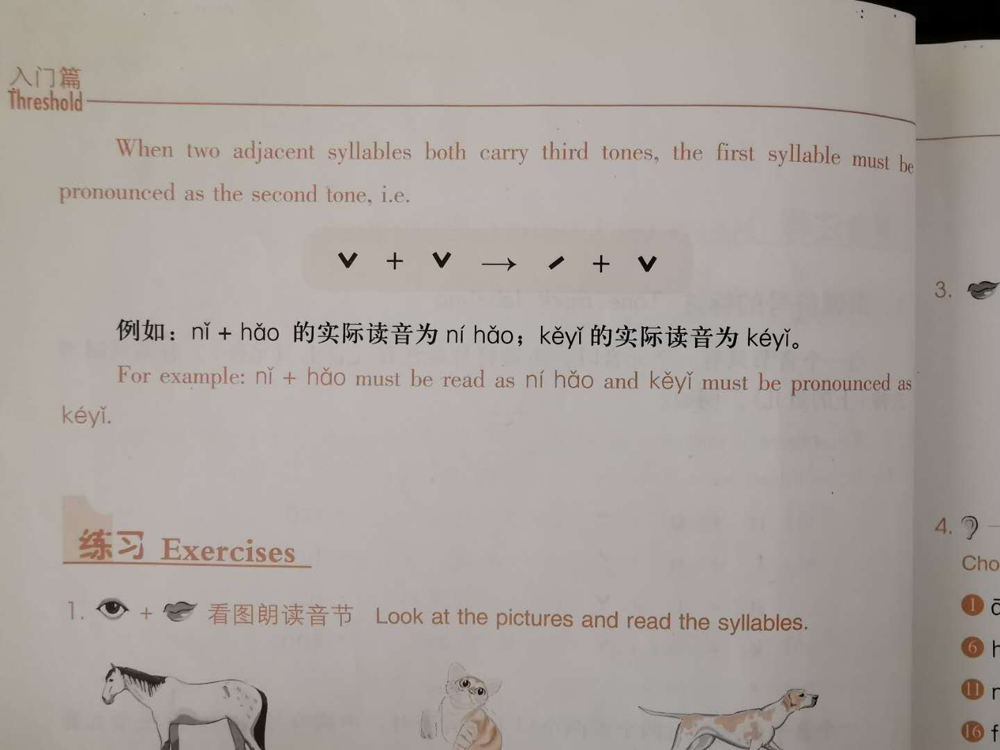 入门篇
Threshold
When two adjacent syllables both carry third tones, the first syllable must be
pronounced as the second tone, i.e.
ˇ + ˇ → ˊ + ˇ
例如：nǐ + hǎo 的实际读音为 ní hǎo；kěyǐ 的实际读音为 kéyǐ。
For example: nǐ + hǎo must be read as ní hǎo and kěyǐ must be pronounced as
kéyǐ.
练习 Exercises
1. + 看图朗读音节 Look at the pictures and read the syllables.
3.
4.
1
6
11
16